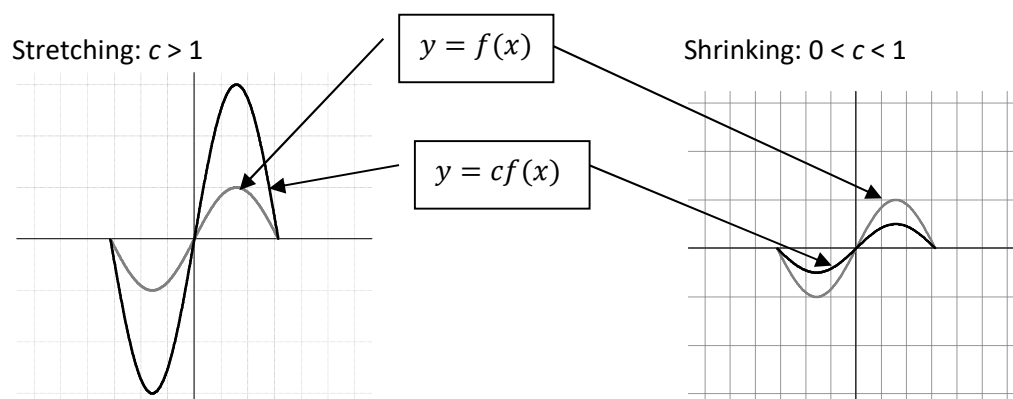 Stretching: c > 1
y = f(x)
Shrinking: 0 < c < 1
y = cf(x)